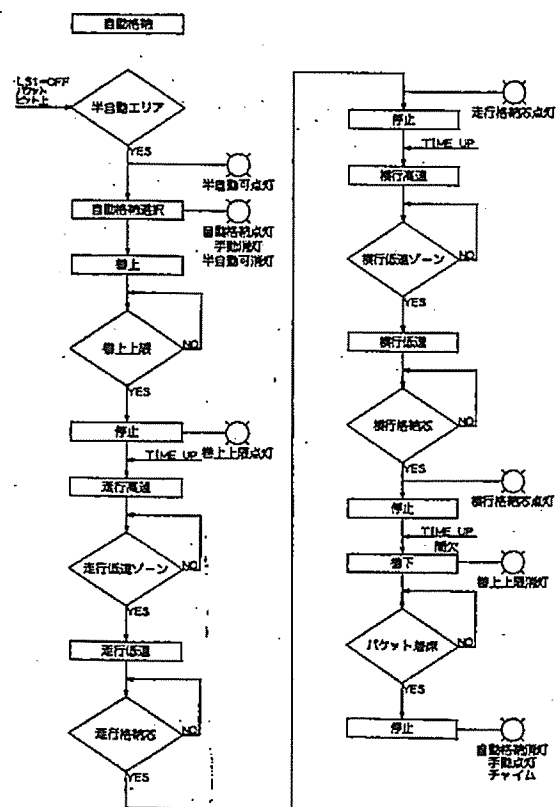 自動格納
LS1=OFF
バケット
ピット上
半自動エリア
YES
半自動可点灯
自動格納選択
自動格納点灯
手動消灯
半自動可消灯
巻上
巻上上限
NO
YES
停止
巻上上限点灯
TIME UP
走行高速
走行低速ゾーン
NO
YES
走行低速
走行格納芯
NO
YES
走行格納芯点灯
停止
TIME UP
横行高速
横行低速ゾーン
NO
YES
横行低速
横行格納芯
NO
YES
横行格納芯点灯
停止
TIME UP
間欠
巻下
巻上上限消灯
バケット着床
NO
YES
停止
自動格納消灯
手動点灯
チャイム